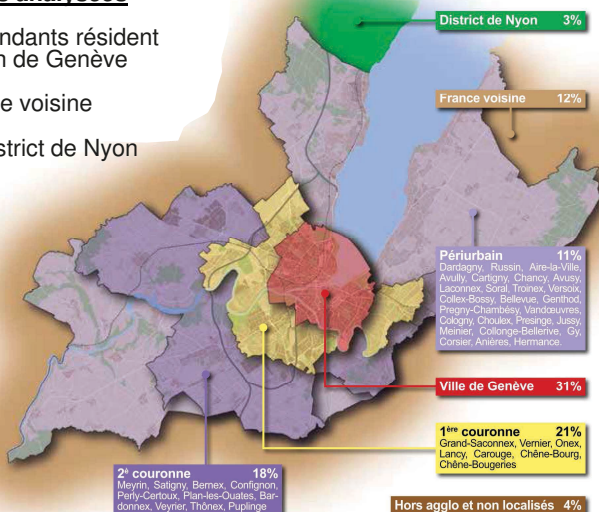 ndants résident
n de Genève
e voisine
strict de Nyon
District de Nyon 3%
France voisine 12%
Périurbain 11%
Dardagny, Russin, Aire-la-Ville,
Avully, Cartigny, Chancy, Avusy,
Laconnex, Soral, Troinex, Versoix,
Collex-Bossy, Bellevue, Genthod,
Pregny-Chambésy, Vandœuvres,
Cologny, Choulex, Presinge, Jussy,
Meinier, Collonge-Bellerive, Gy,
Corsier, Anières, Hermance
Ville de Genève 31%
1ère couronne 21%
Grand-Saconnex, Vernier, Onex,
Lancy, Carouge, Chêne-Bourg,
Chêne-Bougeries
2è couronne 18%
Meyrin, Satigny, Bernex, Confignon,
Perly-Certoux, Plan-les-Ouates, Bar-
donnex, Veyrier, Thônex, Puplinge
Hors agglo et non localisés 4%